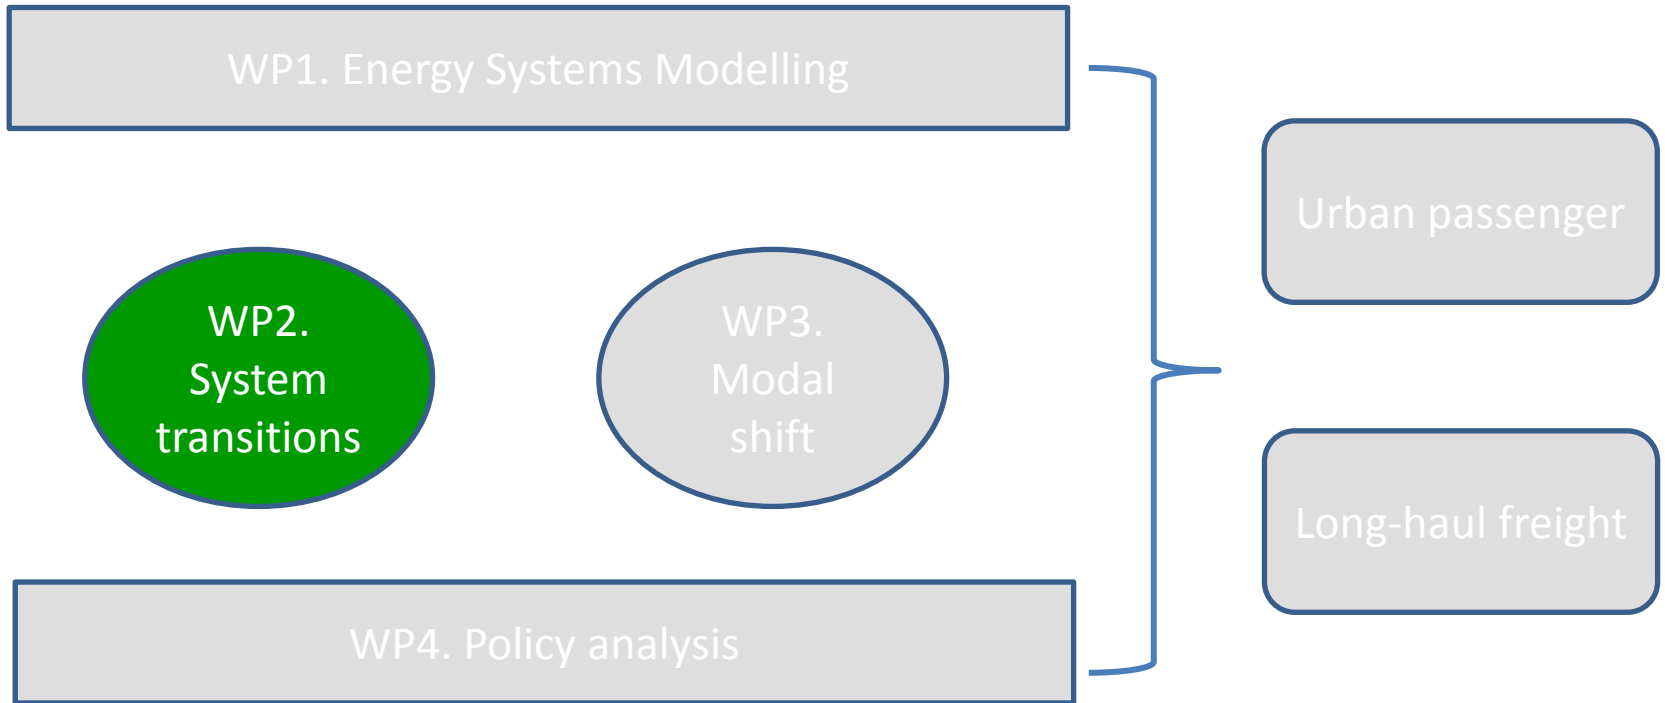 WP1. Energy Systems Modelling
WP2.
System
transitions
WP3.
Modal
shift
WP4. Policy analysis
Urban passenger
Long-haul freight